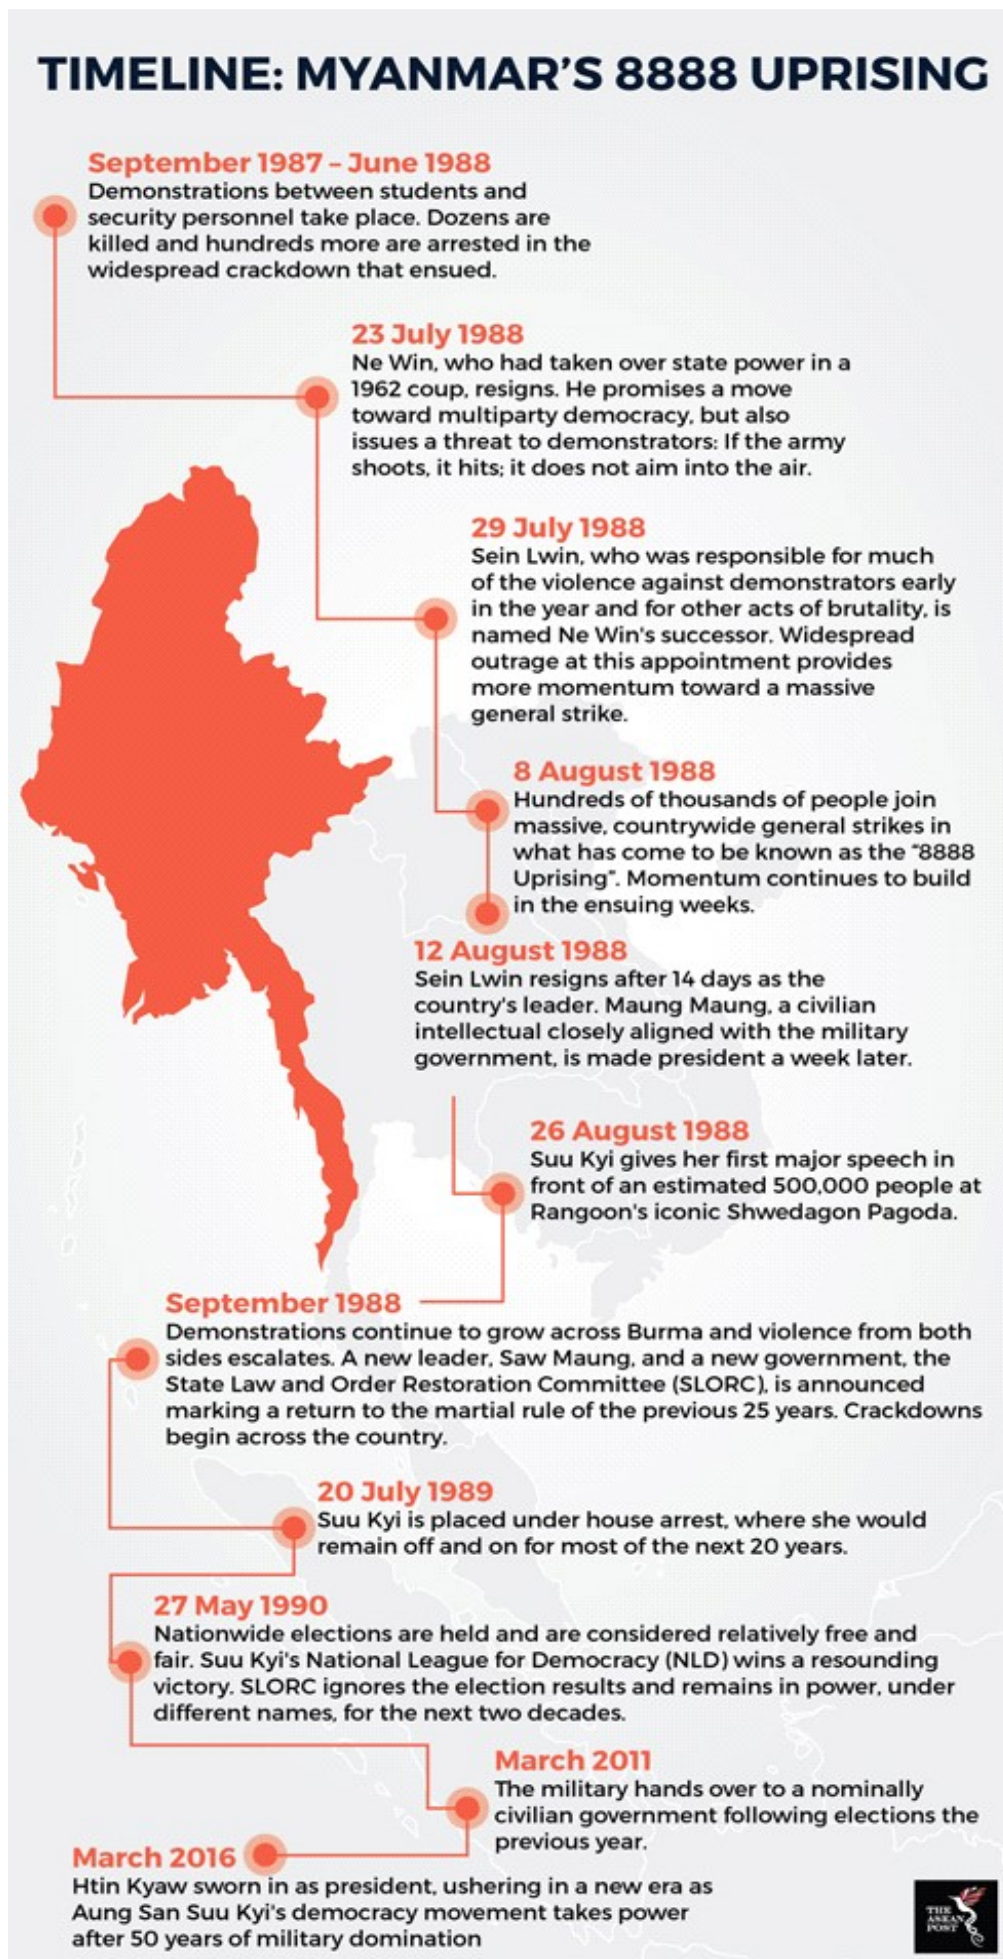 TIMELINE: MYANMAR'S 8888 UPRISING
September 1987 – June 1988
Demonstrations between students and
security personnel take place. Dozens are
killed and hundreds more are arrested in the
widespread crackdown that ensued.
23 July 1988
Ne Win, who had taken over state power in a
1962 coup, resigns. He promises a move
toward multiparty democracy, but also
issues a threat to demonstrators: If the army
shoots, it hits; it does not aim into the air.
29 July 1988
Sein Lwin, who was responsible for much
of the violence against demonstrators early
in the year and for other acts of brutality, is
named Ne Win's successor. Widespread
outrage at this appointment provides
more momentum toward a massive
general strike.
8 August 1988
Hundreds of thousands of people join
massive, countrywide general strikes in
what has come to be known as the "8888
Uprising". Momentum continues to build
in the ensuing weeks.
12 August 1988
Sein Lwin resigns after 14 days as the
country's leader. Maung Maung, a civilian
intellectual closely aligned with the military
government, is made president a week later.
26 August 1988
Suu Kyi gives her first major speech in
front of an estimated 500,000 people at
Rangoon's iconic Shwedagon Pagoda.
September 1988
Demonstrations continue to grow across Burma and violence from both
sides escalates. A new leader, Saw Maung, and a new government, the
State Law and Order Restoration Committee (SLORC), is announced
marking a return to the martial rule of the previous 25 years. Crackdowns
begin across the country.
20 July 1989
Suu Kyi is placed under house arrest, where she would
remain off and on for most of the next 20 years.
27 May 1990
Nationwide elections are held and are considered relatively free and
fair. Suu Kyi's National League for Democracy (NLD) wins a resounding
victory. SLORC ignores the election results and remains in power, under
different names, for the next two decades.
March 2011
The military hands over to a nominally
civilian government following elections the
previous year.
March 2016
Htin Kyaw sworn in as president, ushering in a new era as
Aung San Suu Kyi's democracy movement takes power
after 50 years of military domination
THE
ASEAN
POST